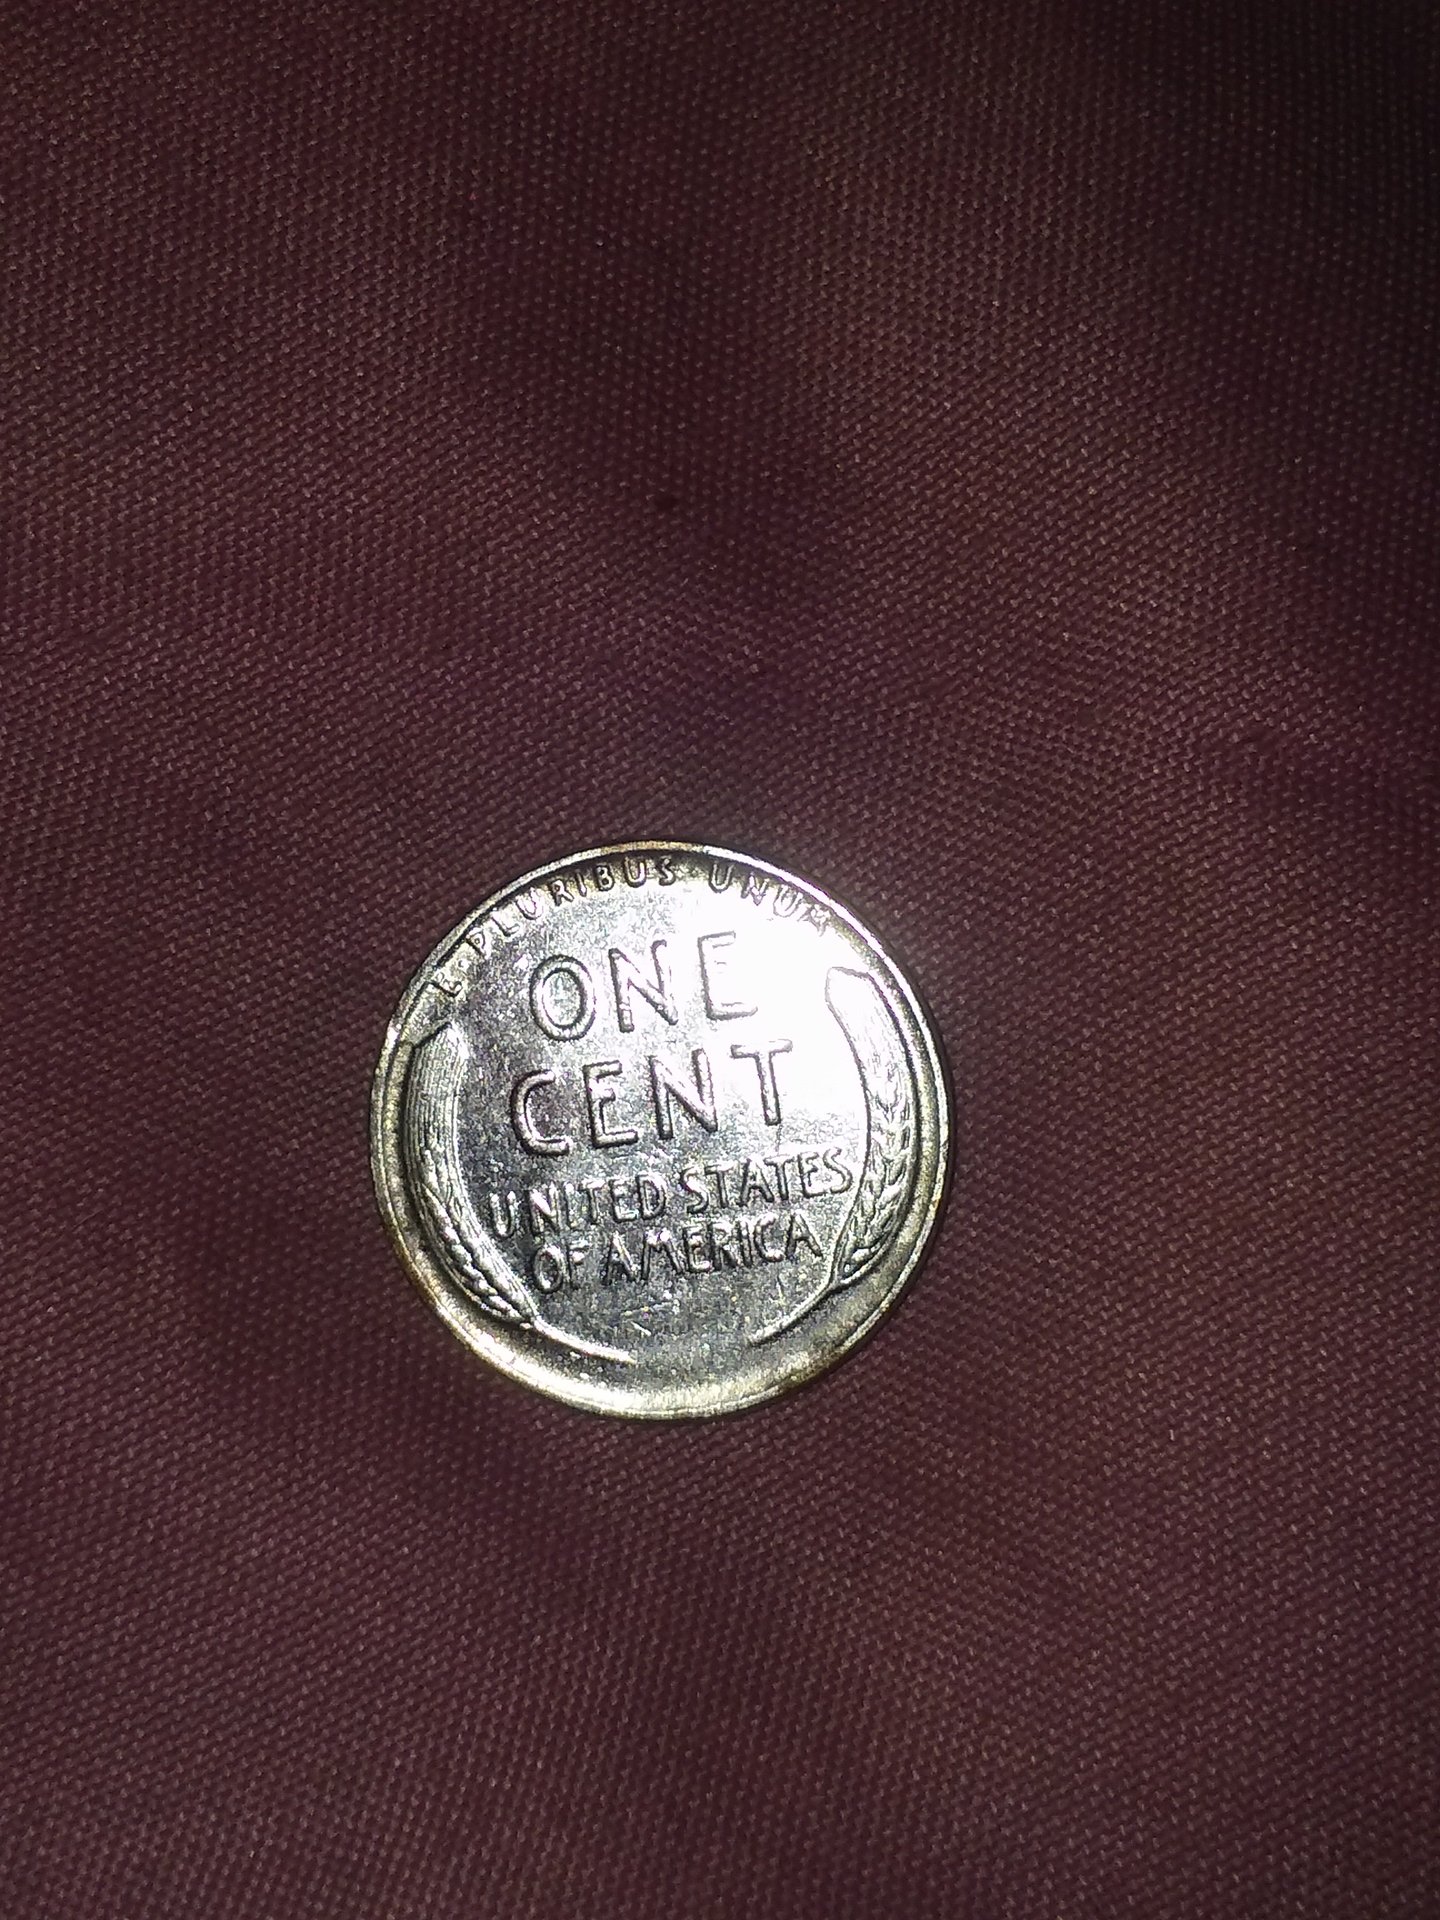 E · PLURIBUS · UNUM
ONE
CENT
UNITED STATES
OF AMERICA